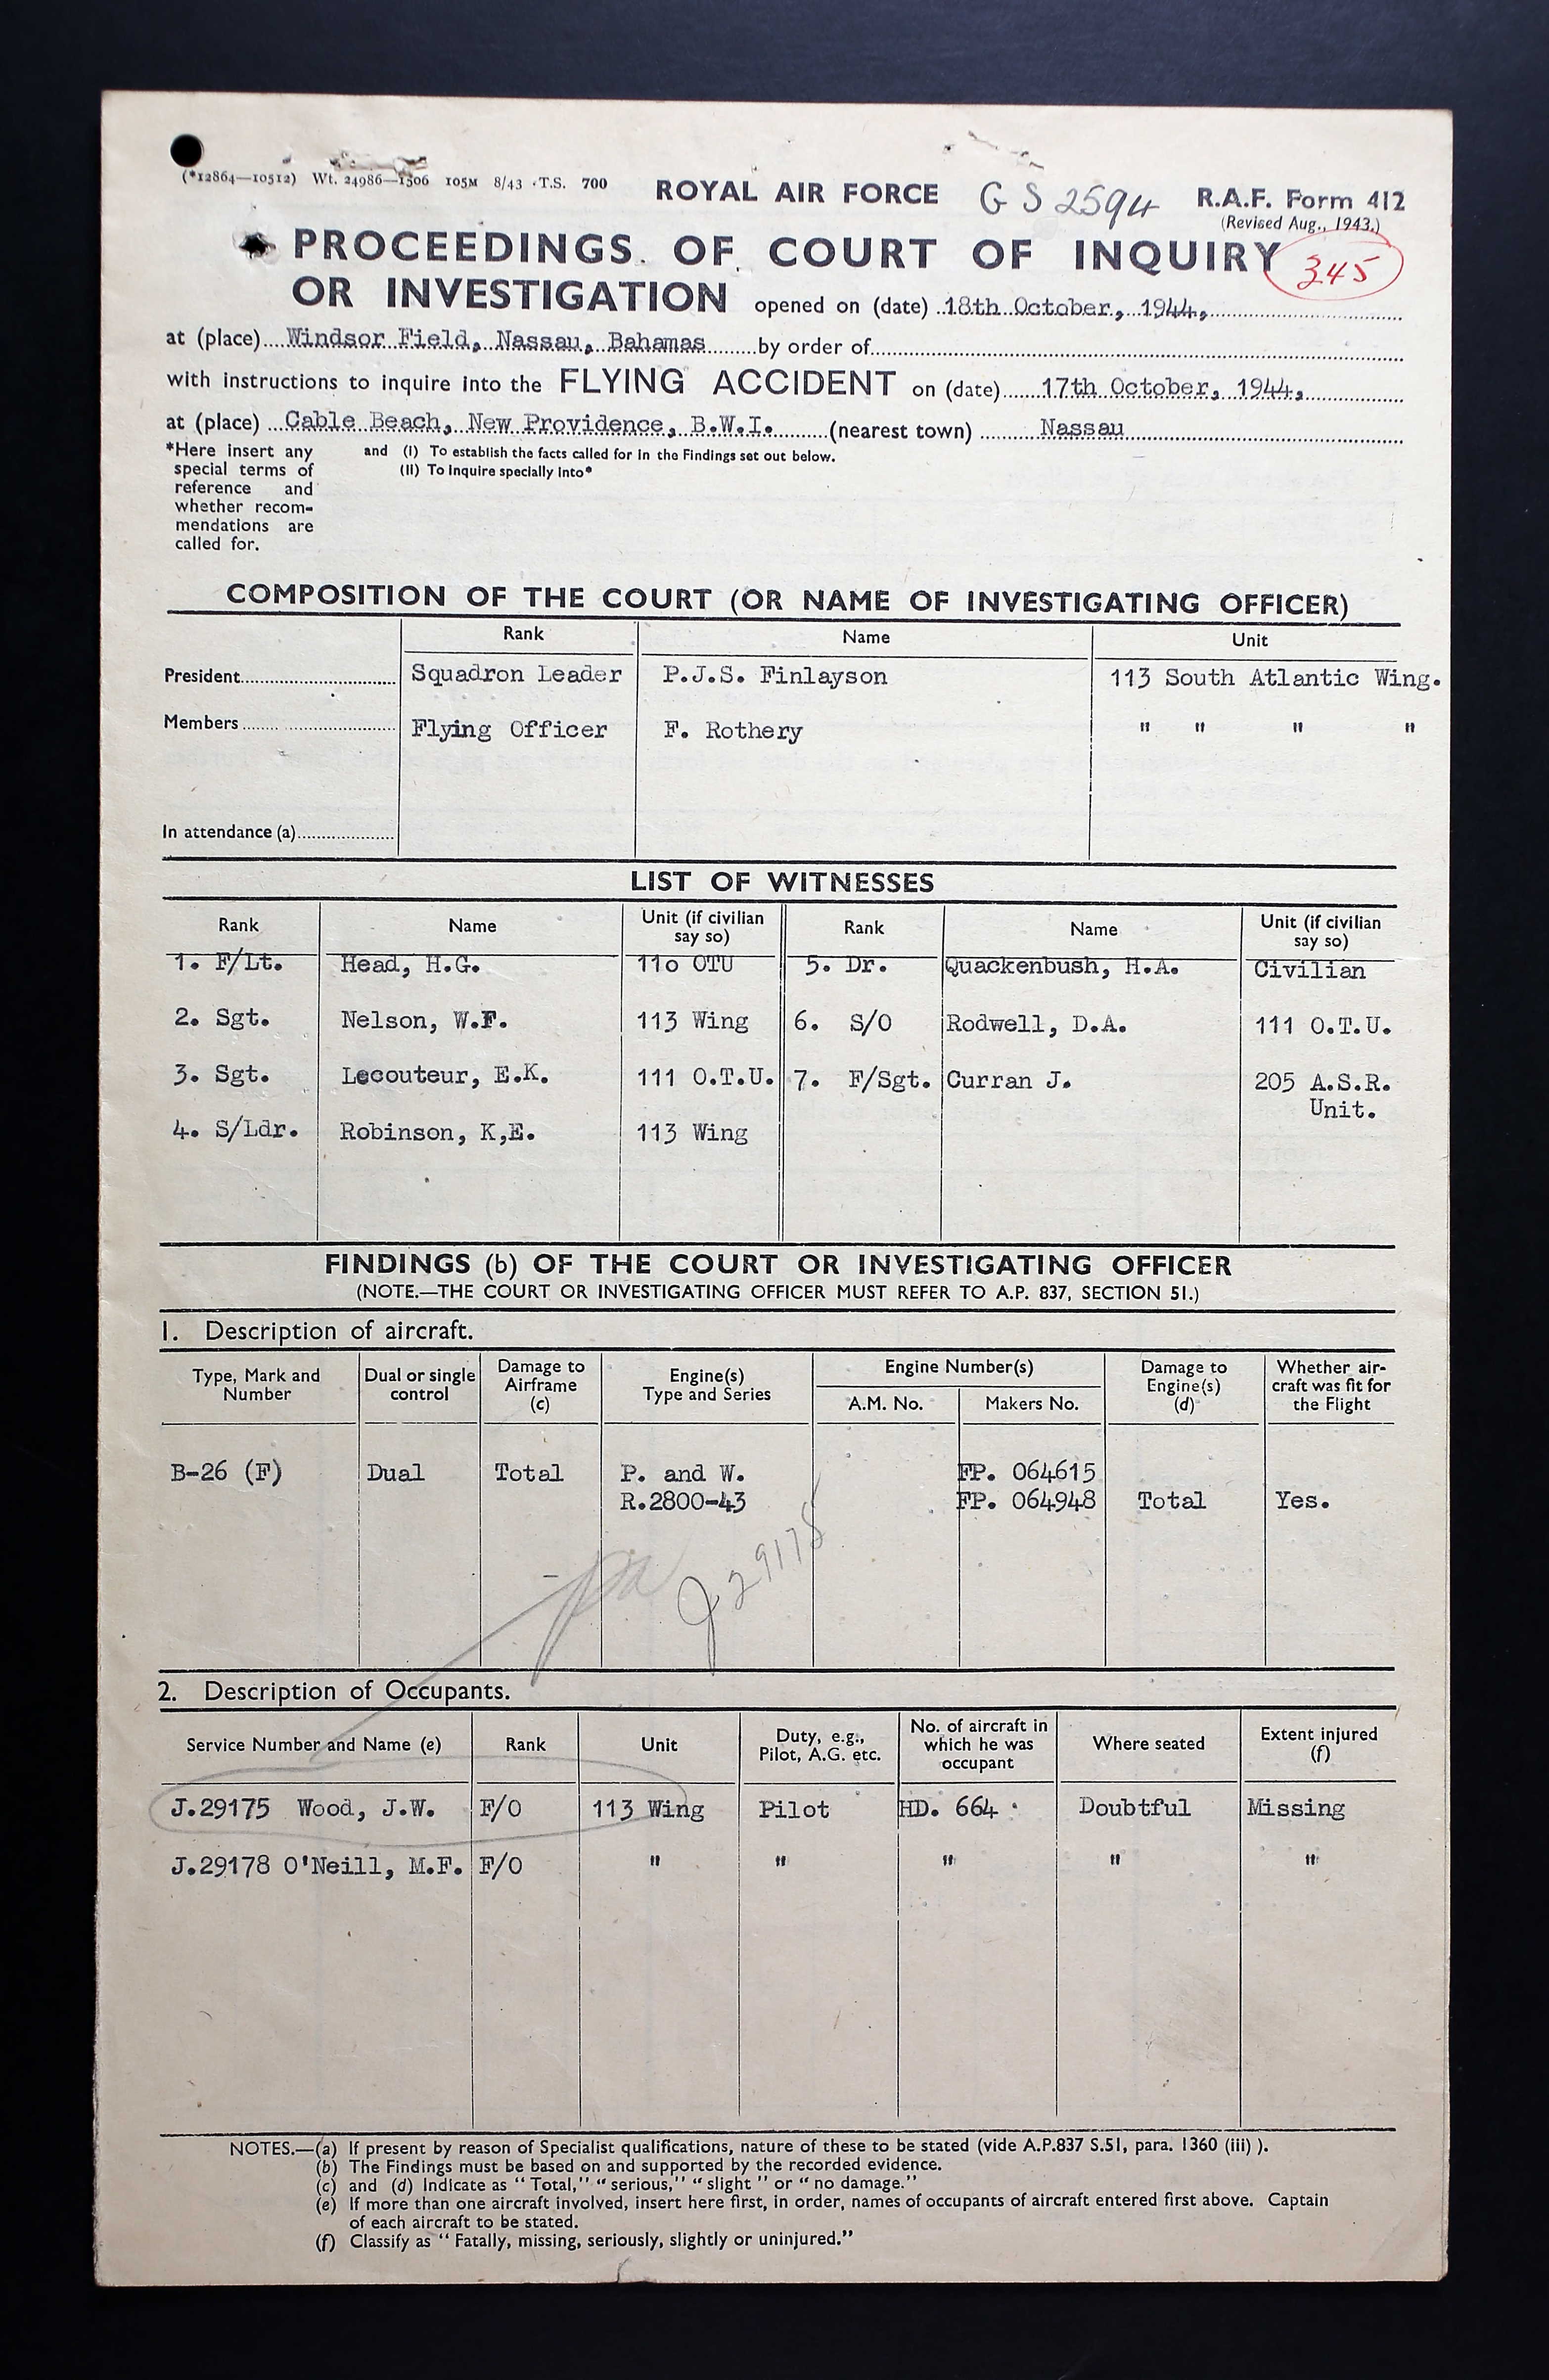 (*12864—10512) Wt. 24986—1506 105M 8/43 T.S. 700
ROYAL AIR FORCE G S 2594 R.A.F. Form 412
(Revised Aug., 1943.)
PROCEEDINGS OF COURT OF INQUIRY 345
OR INVESTIGATION opened on (date) 18th October, 1944,
at (place) Windsor Field, Nassau, Bahamas by order of
with instructions to inquire into the FLYING ACCIDENT on (date) 17th October, 1944,
at (place) Cable Beach, New Providence, B.W.I. (nearest town) Nassau
*Here insert any special terms of reference and whether recommendations are called for.
and (I) To establish the facts called for in the Findings set out below.
(II) To inquire specially into*
COMPOSITION OF THE COURT (OR NAME OF INVESTIGATING OFFICER)
Rank Name Unit
President Squadron Leader P.J.S. Finlayson 113 South Atlantic Wing.
Members Flying Officer F. Rothery " " " "
In attendance (a)
LIST OF WITNESSES
Rank Name Unit (if civilian say so) Rank Name Unit (if civilian say so)
1. F/Lt. Head, H.G. 11o OTU 5. Dr. Quackenbush, H.A. Civilian
2. Sgt. Nelson, W.F. 113 Wing 6. S/O Rodwell, D.A. 111 O.T.U.
3. Sgt. Lecouteur, E.K. 111 O.T.U. 7. F/Sgt. Curran J. 205 A.S.R. Unit.
4. S/Ldr. Robinson, K,E. 113 Wing
FINDINGS (b) OF THE COURT OR INVESTIGATING OFFICER
(NOTE.—THE COURT OR INVESTIGATING OFFICER MUST REFER TO A.P. 837, SECTION 51.)
1. Description of aircraft.
Type, Mark and Number Dual or single control Damage to Airframe (c) Engine(s) Type and Series Engine Number(s) A.M. No. Makers No. Damage to Engine(s) (d) Whether aircraft was fit for the Flight
B-26 (F) Dual Total P. and W. FP. 064615
R.2800-43 FP. 064948 Total Yes.
J29178
2. Description of Occupants.
Service Number and Name (e) Rank Unit Duty, e.g., Pilot, A.G. etc. No. of aircraft in which he was occupant Where seated Extent injured (f)
J.29175 Wood, J.W. F/O 113 Wing Pilot HD. 664 Doubtful Missing
J.29178 O'Neill, M.F. F/O " " " " "
NOTES.—(a) If present by reason of Specialist qualifications, nature of these to be stated (vide A.P.837 S.51, para. 1360 (iii) ).
(b) The Findings must be based on and supported by the recorded evidence.
(c) and (d) Indicate as "Total," "serious," "slight" or "no damage."
(e) If more than one aircraft involved, insert here first, in order, names of occupants of aircraft entered first above. Captain
of each aircraft to be stated.
(f) Classify as "Fatally, missing, seriously, slightly or uninjured."